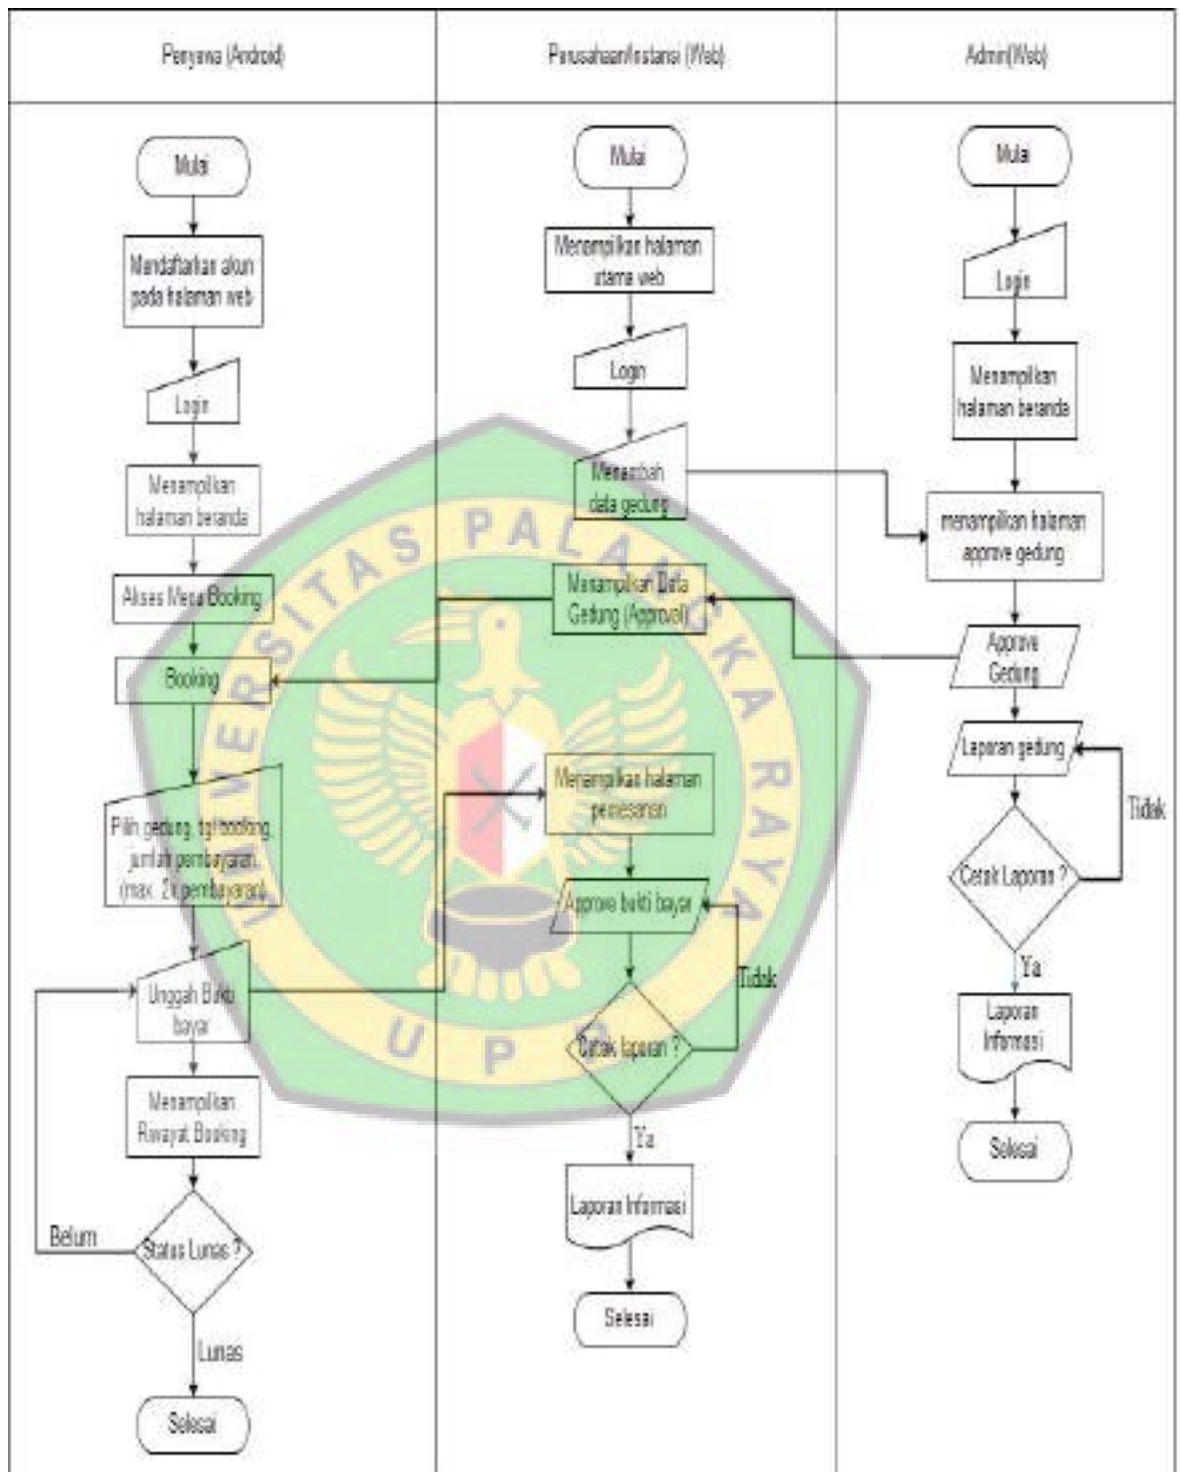 Penyewa (Android)
Perusahaan/Instansi (Web)
Admin(Web)
Mulai
Mendaftarkan akun
pada halaman web
Login
Menampilkan
halaman beranda
Akses Menu Booking
Booking
Pilih gedung, tgl booking,
jumlah pembayaran.
(max. 2x pembayaran)
Unggah Bukti
bayar
Menampilkan
Riwayat Booking
Status Lunas ?
Belum
Lunas
Selesai
Mulai
Menampilkan halaman
utama web
Login
Menambah
data gedung
Menampilkan Data
Gedung (Approval)
Menampilkan halaman
pemesanan
Approve bukti bayar
Cetak laporan ?
Tidak
Ya
Laporan Informasi
Selesai
Mulai
Login
Menampilkan
halaman beranda
menampilkan halaman
approve gedung
Approve
Gedung
Laporan gedung
Cetak Laporan ?
Tidak
Ya
Laporan
Informasi
Selesai
UNIVERSITAS PALANGKA RAYA
U P R